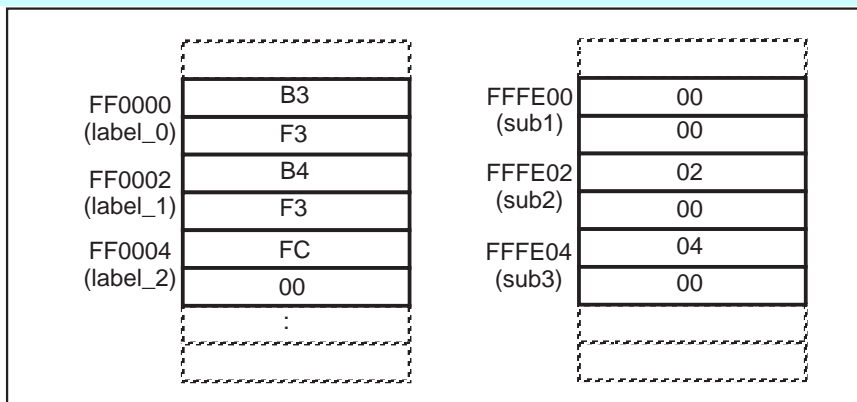 FF0000
(label_0)
B3
F3
FF0002
(label_1)
B4
F3
FF0004
(label_2)
FC
00
:
FFFE00
(sub1)
00
00
FFFE02
(sub2)
02
00
FFFE04
(sub3)
04
00